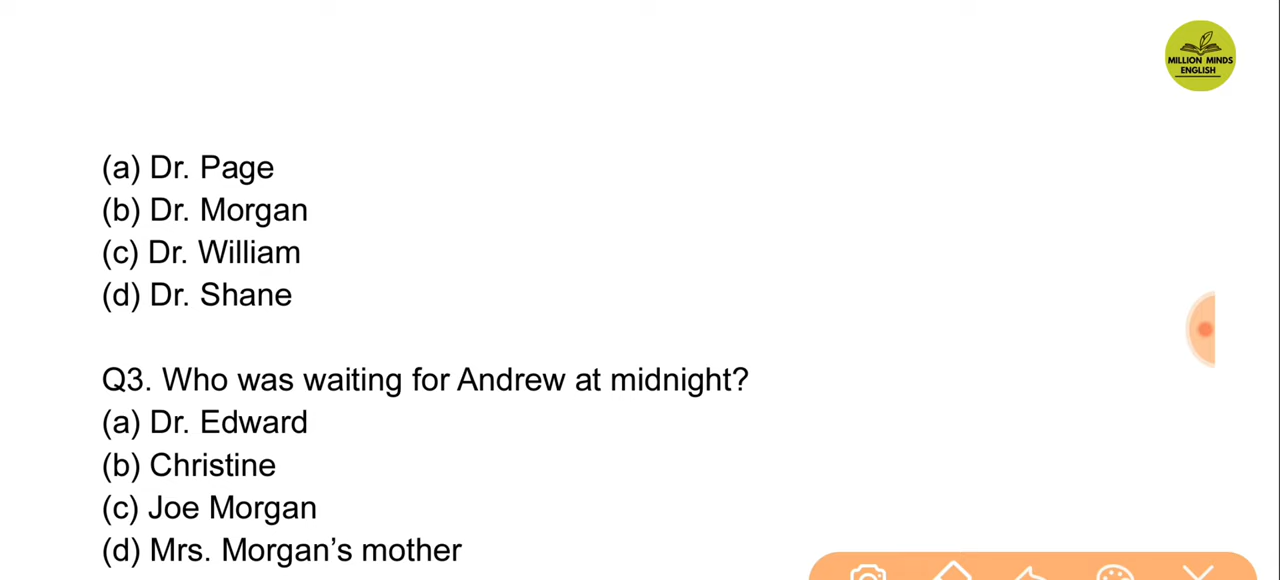 MILLION MINDS
ENGLISH
(a) Dr. Page
(b) Dr. Morgan
(c) Dr. William
(d) Dr. Shane
Q3. Who was waiting for Andrew at midnight?
(a) Dr. Edward
(b) Christine
(c) Joe Morgan
(d) Mrs. Morgan’s mother